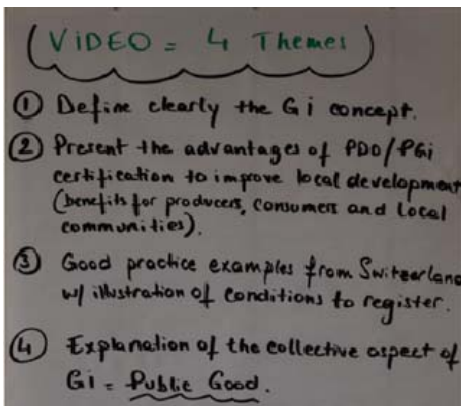 (ViDEO = 4 Themes)
① Define clearly the Gi concept.
② Present the advantages of PDO/PGi
certification to improve local development
(benefits for producers, consumers and Local
communities).
③ Good practice examples from Switzerland
w/ illustration of conditions to register.
④ Explanation of the collective aspect of
Gi = Public Good.